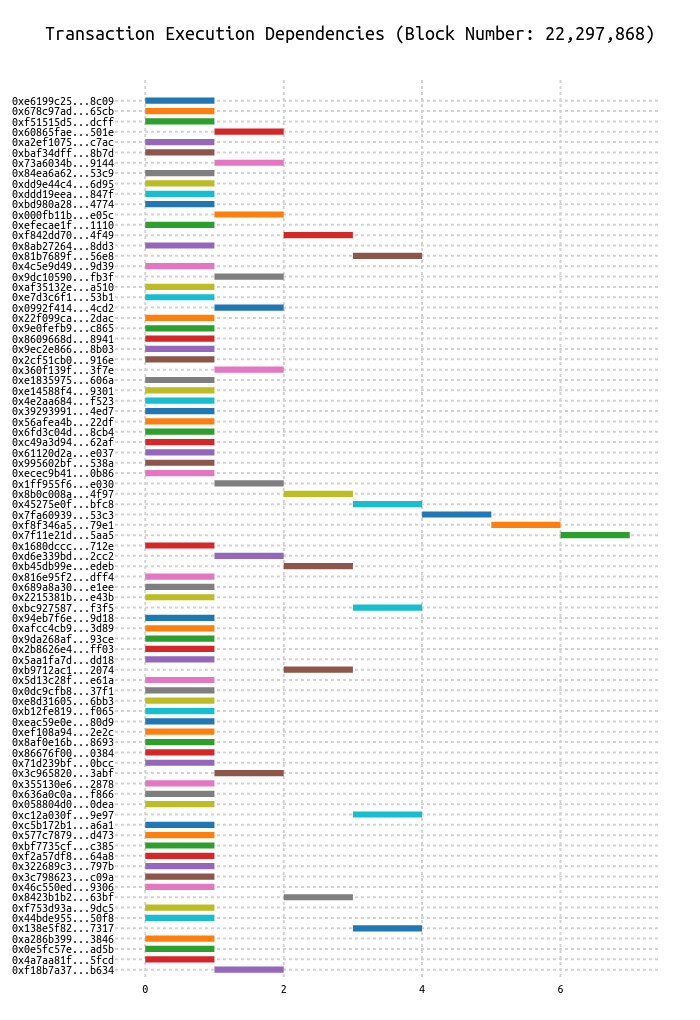 Transaction Execution Dependencies (Block Number: 22,297,868)
0xe6199c25...8c09
0x678c97ad...65cb
0xf51515d5...dcff
0x60865fae...501e
0xa2ef1075...c7ac
0xbaf34dff...8b7d
0x73a6034b...9144
0x84ea6a62...53c9
0xdd9e44c4...6d95
0xddd19eea...847f
0xbd980a28...4774
0x000fb11b...e05c
0xefecae1f...1110
0xf842dd70...4f49
0x8ab27264...8dd3
0x81b7689f...56e8
0x4c5e9d49...9d39
0x9dc10590...fb3f
0xaf35132e...a510
0xe7d3c6f1...53b1
0x0992f414...4cd2
0x22f099ca...2dac
0x9e0fefb9...c865
0x8609668d...8941
0x9ec2e866...8b03
0x2cf51cb0...916e
0x360f139f...3f7e
0xe1835975...606a
0xe14588f4...9301
0x4e2aa684...f523
0x39293991...4ed7
0x56afea4b...22df
0x6fd3c04d...8cb4
0xc49a3d94...62af
0x61120d2a...e037
0x995602bf...538a
0xecec9b41...0b86
0x1ff955f6...e030
0x8b0c008a...4f97
0x45275e0f...bfc8
0x7fa60939...53c3
0xf8f346a5...79e1
0x7f11e21d...5aa5
0x1680dccc...712e
0xd6e339bd...2cc2
0xb45db99e...edeb
0x816e95f2...dff4
0x689a8a30...e1ee
0x2215381b...e43b
0xbc927587...f3f5
0x94eb7f6e...9d18
0xafcc4cb9...3d89
0x9da268af...93ce
0x2b8626e4...ff03
0x5aa1fa7d...dd18
0xb9712ac1...2074
0x5d13c28f...e61a
0x0dc9cfb8...37f1
0xe8d31605...6bb3
0xb12fe819...f065
0xeac59e0e...80d9
0xef108a94...2e2c
0x8af0e16b...8693
0x86676f00...0384
0x71d239bf...0bcc
0x3c965820...3abf
0x355130e6...2878
0x636a0c0a...f866
0x058804d0...0dea
0xc12a030f...9e97
0xc5b172b1...a6a1
0x577c7879...d473
0xbf7735cf...c385
0xf2a57df8...64a8
0x322689c3...797b
0x3c798623...c09a
0x46c550ed...9306
0x8423b1b2...63bf
0xf753d93a...9dc5
0x44bde955...50f8
0x138e5f82...7317
0xa286b399...3846
0x0e5fc57e...ad5b
0x4a7aa81f...5fcd
0xf18b7a37...b634
0 2 4 6